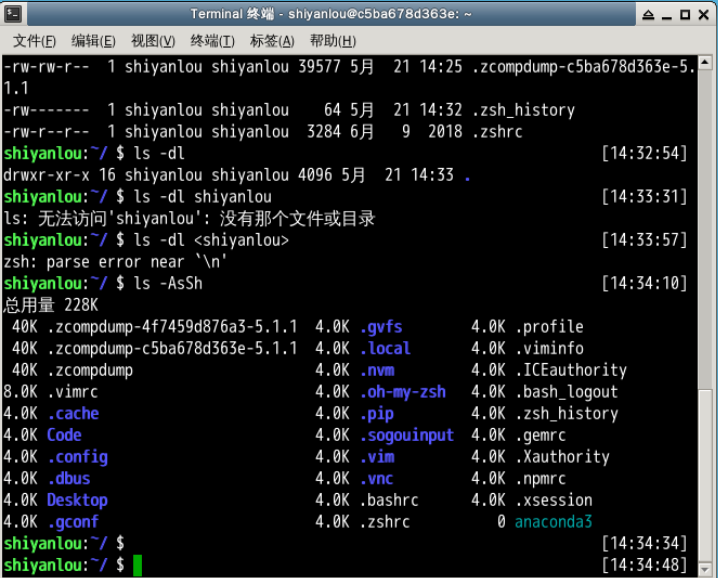 Terminal 终端 - shiyanlou@c5ba678d363e: ~
文件(F) 编辑(E) 视图(V) 终端(T) 标签(A) 帮助(H)
-rw-rw-r--  1 shiyanlou shiyanlou 39577 5月  21 14:25 .zcompdump-c5ba678d363e-5.
1.1
-rw-------  1 shiyanlou shiyanlou    64 5月  21 14:32 .zsh_history
-rw-r--r--  1 shiyanlou shiyanlou  3284 6月   9  2018 .zshrc
shiyanlou:~/ $ ls -dl [14:32:54]
drwxr-xr-x 16 shiyanlou shiyanlou 4096 5月  21 14:33 .
shiyanlou:~/ $ ls -dl shiyanlou [14:33:31]
ls: 无法访问'shiyanlou': 没有那个文件或目录
shiyanlou:~/ $ ls -dl <shiyanlou> [14:33:57]
zsh: parse error near `\n'
shiyanlou:~/ $ ls -AsSh [14:34:10]
总用量 228K
 40K .zcompdump-4f7459d876a3-5.1.1  4.0K .gvfs        4.0K .profile
 40K .zcompdump-c5ba678d363e-5.1.1  4.0K .local       4.0K .viminfo
 40K .zcompdump                     4.0K .nvm         4.0K .ICEauthority
8.0K .vimrc                         4.0K .oh-my-zsh   4.0K .bash_logout
4.0K .cache                         4.0K .pip         4.0K .zsh_history
4.0K Code                           4.0K .sogouinput  4.0K .gemrc
4.0K .config                        4.0K .vim         4.0K .Xauthority
4.0K .dbus                          4.0K .vnc         4.0K .npmrc
4.0K Desktop                        4.0K .bashrc      4.0K .xsession
4.0K .gconf                         4.0K .zshrc          0 anaconda3
shiyanlou:~/ $ [14:34:34]
shiyanlou:~/ $ [14:34:48]